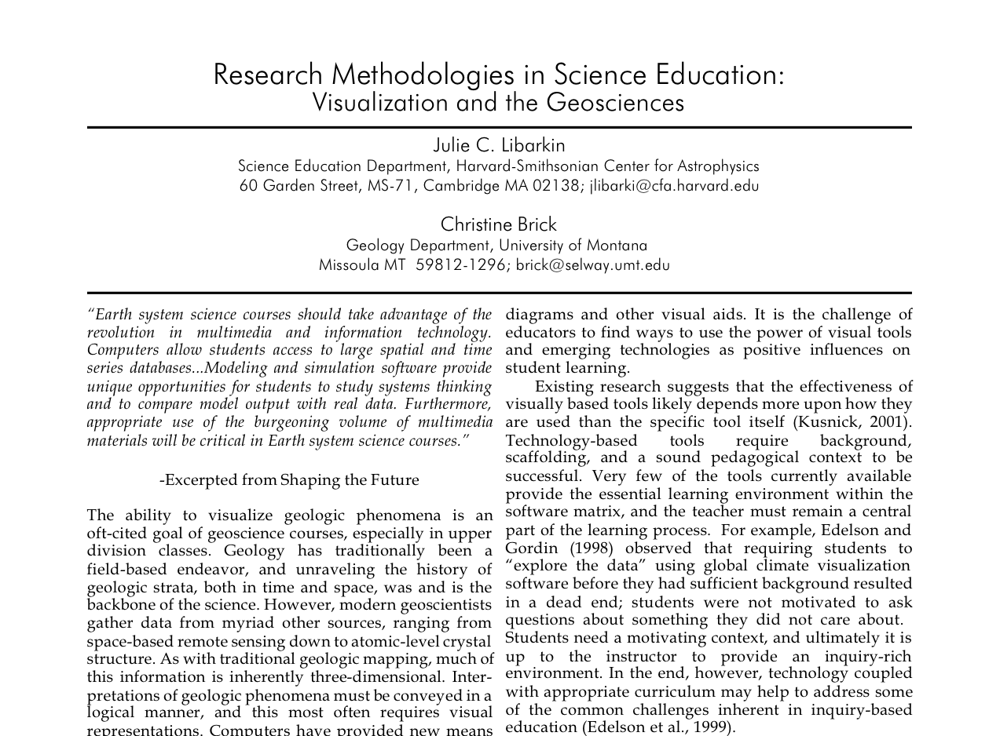 Research Methodologies in Science Education:
Visualization and the Geosciences
Julie C. Libarkin
Science Education Department, Harvard-Smithsonian Center for Astrophysics
60 Garden Street, MS-71, Cambridge MA 02138; jlibarki@cfa.harvard.edu
Christine Brick
Geology Department, University of Montana
Missoula MT  59812-1296; brick@selway.umt.edu
“Earth system science courses should take advantage of the
revolution in multimedia and information technology.
Computers allow students access to large spatial and time
series databases...Modeling and simulation software provide
unique opportunities for students to study systems thinking
and to compare model output with real data. Furthermore,
appropriate use of the burgeoning volume of multimedia
materials will be critical in Earth system science courses.”
-Excerpted from Shaping the Future
The ability to visualize geologic phenomena is an
oft-cited goal of geoscience courses, especially in upper
division classes. Geology has traditionally been a
field-based endeavor, and unraveling the history of
geologic strata, both in time and space, was and is the
backbone of the science. However, modern geoscientists
gather data from myriad other sources, ranging from
space-based remote sensing down to atomic-level crystal
structure. As with traditional geologic mapping, much of
this information is inherently three-dimensional. Inter-
pretations of geologic phenomena must be conveyed in a
logical manner, and this most often requires visual
representations. Computers have provided new means
diagrams and other visual aids. It is the challenge of
educators to find ways to use the power of visual tools
and emerging technologies as positive influences on
student learning.
Existing research suggests that the effectiveness of
visually based tools likely depends more upon how they
are used than the specific tool itself (Kusnick, 2001).
Technology-based tools require background,
scaffolding, and a sound pedagogical context to be
successful. Very few of the tools currently available
provide the essential learning environment within the
software matrix, and the teacher must remain a central
part of the learning process.  For example, Edelson and
Gordin (1998) observed that requiring students to
“explore the data” using global climate visualization
software before they had sufficient background resulted
in a dead end; students were not motivated to ask
questions about something they did not care about.
Students need a motivating context, and ultimately it is
up to the instructor to provide an inquiry-rich
environment. In the end, however, technology coupled
with appropriate curriculum may help to address some
of the common challenges inherent in inquiry-based
education (Edelson et al., 1999).